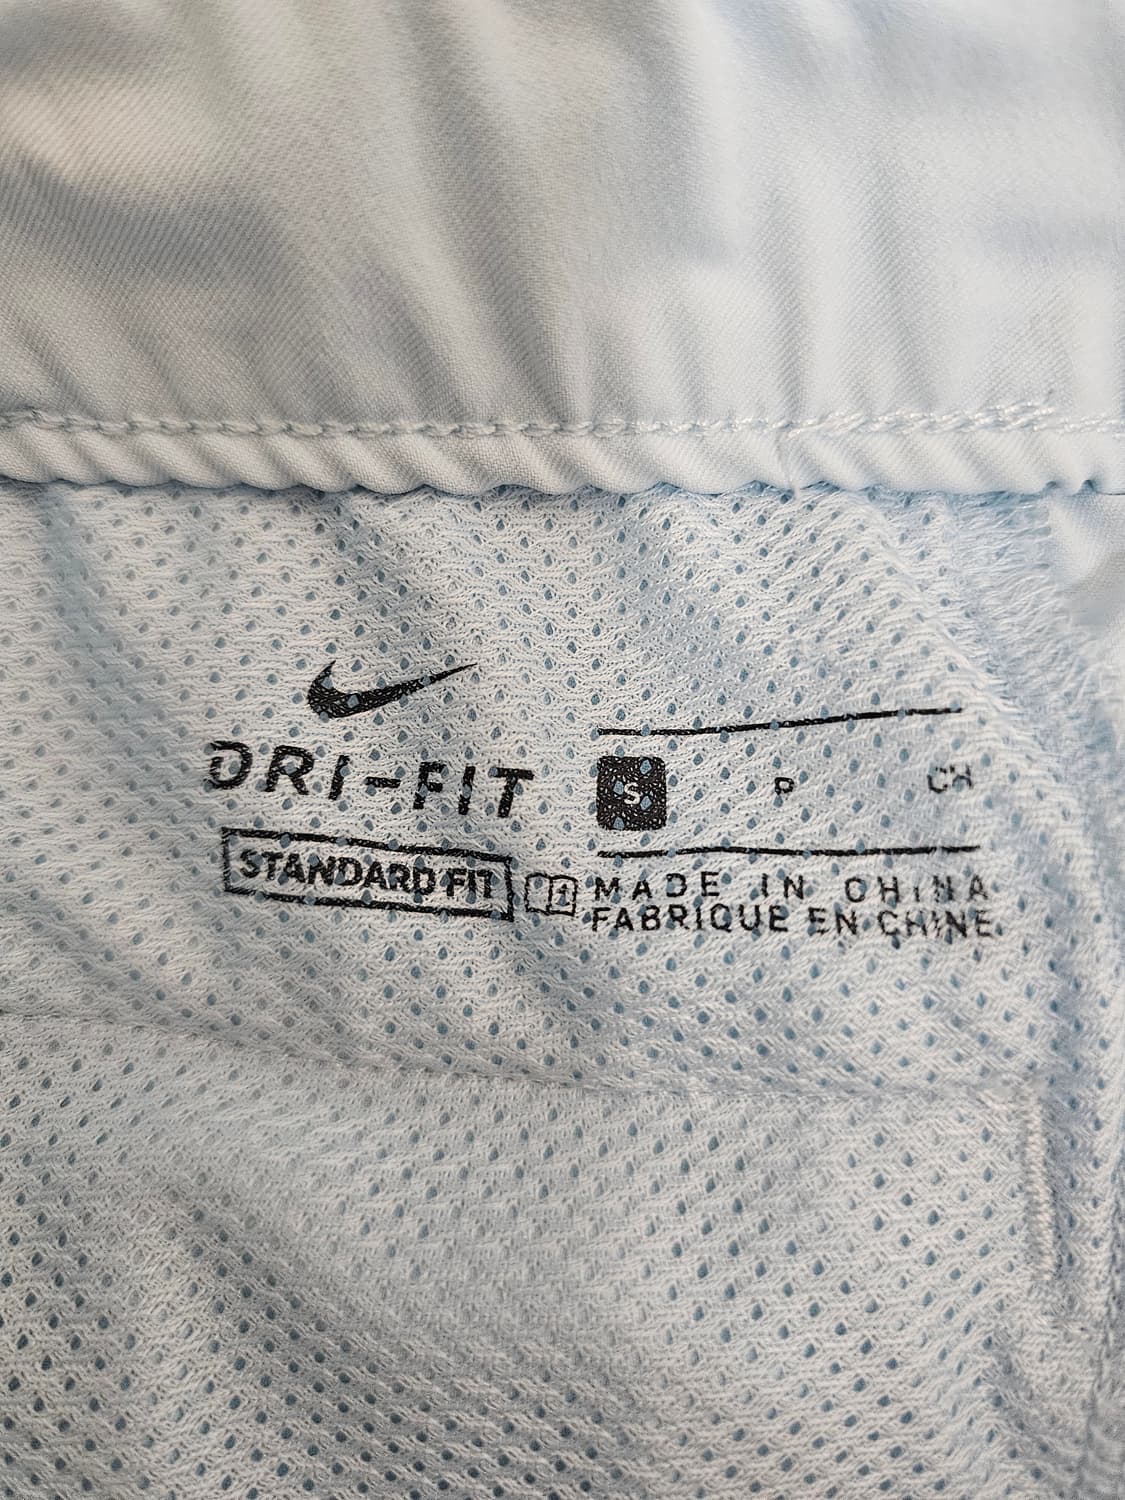 DRI-FIT
STANDARD FIT
S P CH
MADE IN CHINA
FABRIQUE EN CHINE